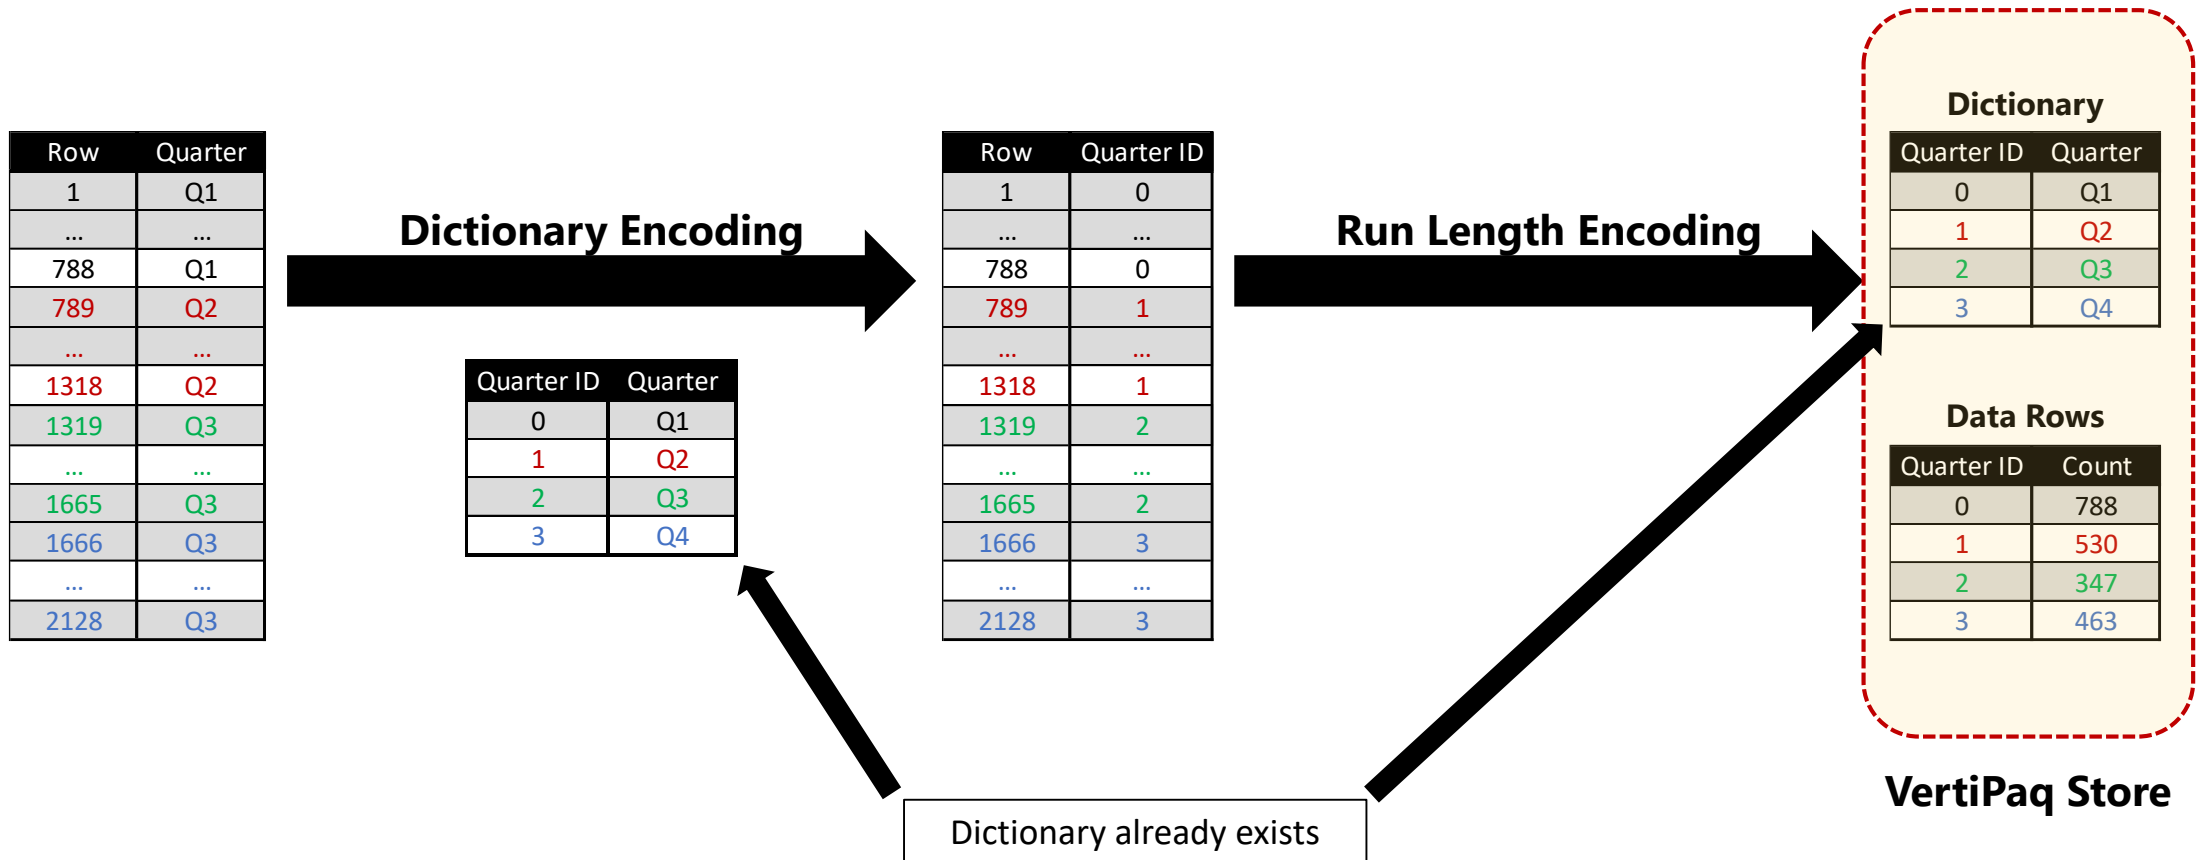 Row Quarter
1 Q1
... ...
788 Q1
789 Q2
... ...
1318 Q2
1319 Q3
... ...
1665 Q3
1666 Q3
... ...
2128 Q3
Dictionary Encoding
Quarter ID Quarter
0 Q1
1 Q2
2 Q3
3 Q4
Row Quarter ID
1 0
... ...
788 0
789 1
... ...
1318 1
1319 2
... ...
1665 2
1666 3
... ...
2128 3
Run Length Encoding
Dictionary
Quarter ID Quarter
0 Q1
1 Q2
2 Q3
3 Q4
Data Rows
Quarter ID Count
0 788
1 530
2 347
3 463
VertiPaq Store
Dictionary already exists